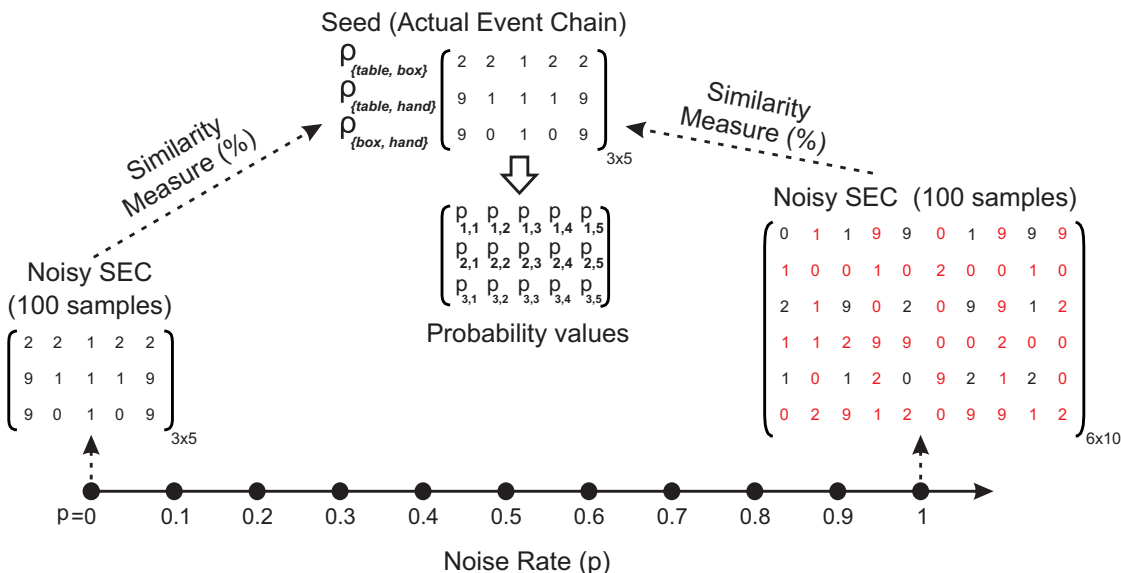 Seed (Actual Event Chain)
ρ{table, box} 2 2 1 2 2
ρ{table, hand} 9 1 1 1 9
ρ{box, hand} 9 0 1 0 9
3x5
Similarity
Measure (%)
Similarity
Measure (%)
p1,1 p1,2 p1,3 p1,4 p1,5
p2,1 p2,2 p2,3 p2,4 p2,5
p3,1 p3,2 p3,3 p3,4 p3,5
Probability values
Noisy SEC
(100 samples)
2 2 1 2 2
9 1 1 1 9
9 0 1 0 9
3x5
Noisy SEC (100 samples)
0 1 1 9 9 0 1 9 9 9
1 0 0 1 0 2 0 0 1 0
2 1 9 0 2 0 9 9 1 2
1 1 2 9 9 0 0 2 0 0
1 0 1 2 0 9 2 1 2 0
0 2 9 1 2 0 9 9 1 2
6x10
p=0 0.1 0.2 0.3 0.4 0.5 0.6 0.7 0.8 0.9 1
Noise Rate (p)